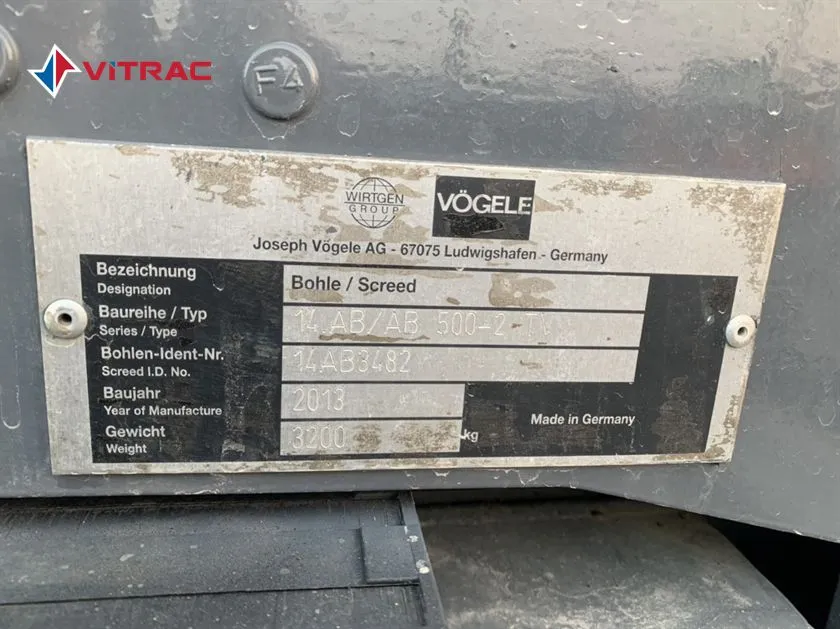 ViTRAC
F4
WIRTGEN
GROUP
VÖGELE
Joseph Vögele AG - 67075 Ludwigshafen - Germany
Bezeichnung
Designation
Bohle / Screed
Baureihe / Typ
Series / Type
14.AB/AB 500-2 TV
Bohlen-Ident-Nr.
Screed I.D. No.
14AB3482
Baujahr
Year of Manufacture
2013
Made in Germany
Gewicht
Weight
3200 kg